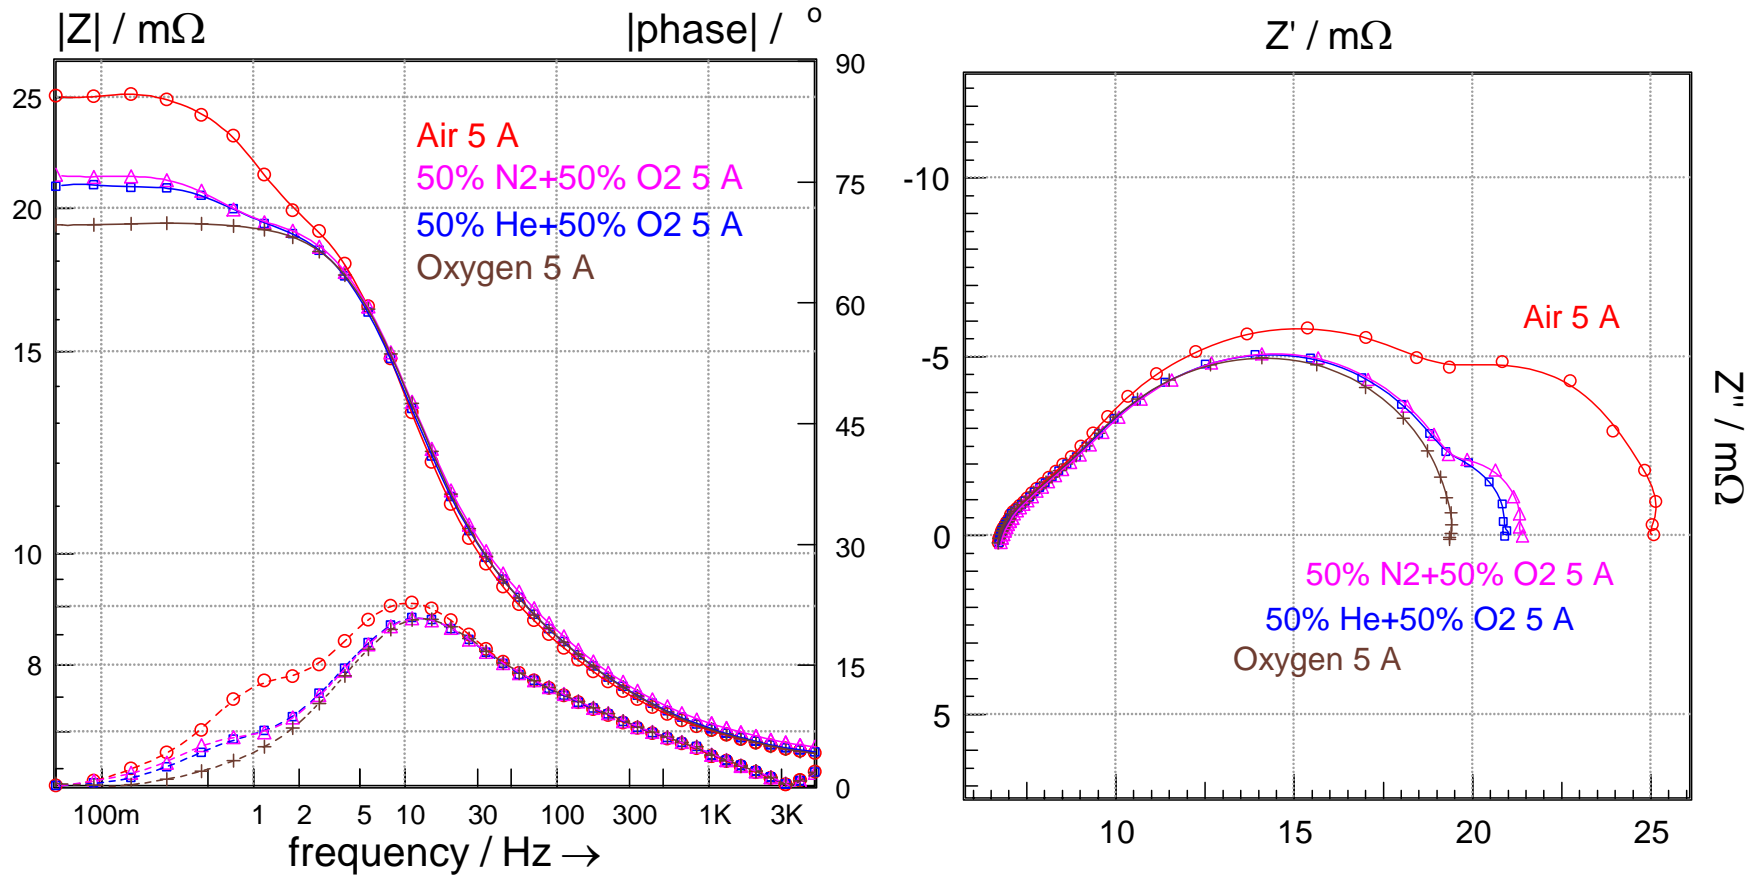 |Z| / mΩ
|phase| / °
25
20
15
10
8
90
75
60
45
30
15
0
Air 5 A
50% N2+50% O2 5 A
50% He+50% O2 5 A
Oxygen 5 A
100m 1 2 5 10 30 100 300 1K 3K
frequency / Hz →
Z' / mΩ
-10
-5
0
5
Air 5 A
50% N2+50% O2 5 A
50% He+50% O2 5 A
Oxygen 5 A
Z'' / mΩ
10 15 20 25